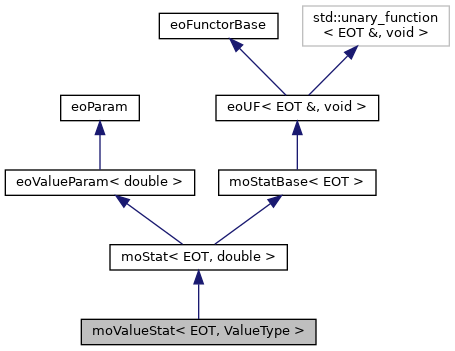 eoFunctorBase
std::unary_function
< EOT &, void >
eoParam
eoUF< EOT &, void >
eoValueParam< double >
moStatBase< EOT >
moStat< EOT, double >
moValueStat< EOT, ValueType >